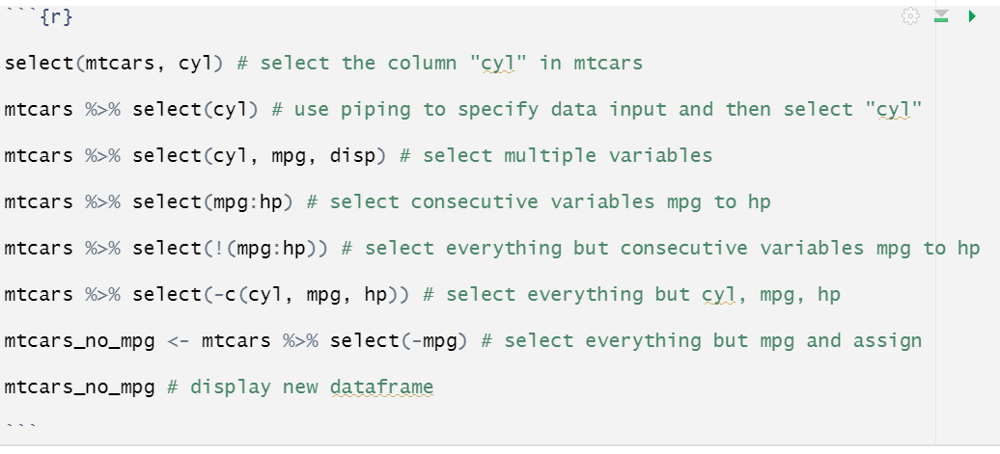 ```{r}
select(mtcars, cyl) # select the column "cyl" in mtcars
mtcars %>% select(cyl) # use piping to specify data input and then select "cyl"
mtcars %>% select(cyl, mpg, disp) # select multiple variables
mtcars %>% select(mpg:hp) # select consecutive variables mpg to hp
mtcars %>% select(!(mpg:hp)) # select everything but consecutive variables mpg to hp
mtcars %>% select(-c(cyl, mpg, hp)) # select everything but cyl, mpg, hp
mtcars_no_mpg <- mtcars %>% select(-mpg) # select everything but mpg and assign
mtcars_no_mpg # display new dataframe
```